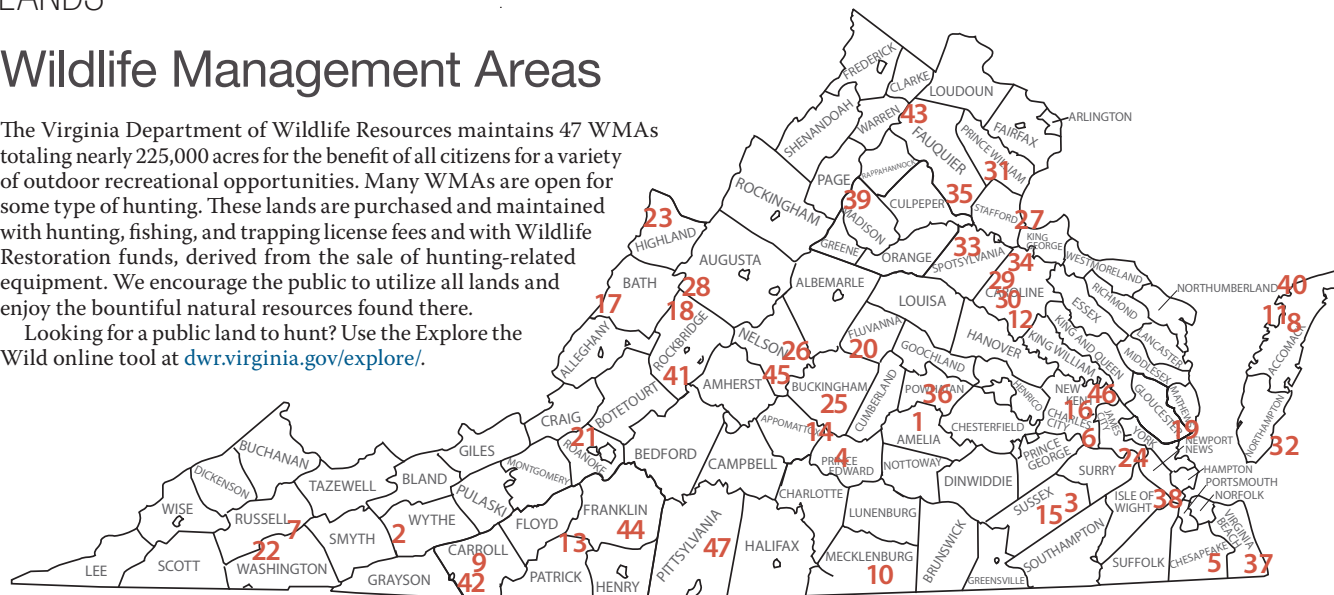 LANDS
Wildlife Management Areas
The Virginia Department of Wildlife Resources maintains 47 WMAs
totaling nearly 225,000 acres for the benefit of all citizens for a variety
of outdoor recreational opportunities. Many WMAs are open for
some type of hunting. These lands are purchased and maintained
with hunting, fishing, and trapping license fees and with Wildlife
Restoration funds, derived from the sale of hunting-related
equipment. We encourage the public to utilize all lands and
enjoy the bountiful natural resources found there.
Looking for a public land to hunt? Use the Explore the
Wild online tool at dwr.virginia.gov/explore/.
FREDERICK
CLARKE
LOUDOUN
SHENANDOAH
WARREN
43
FAUQUIER
PRINCE WILLIAM
31
FAIRFAX
ARLINGTON
ROCKINGHAM
PAGE
RAPPAHANNOCK
39
MADISON
CULPEPER
35
STAFFORD
27
KING
GEORGE
23
HIGHLAND
AUGUSTA
GREENE
ORANGE
33
SPOTSYLVANIA
34
WESTMORELAND
BATH
28
ALBEMARLE
LOUISA
29
CAROLINE
30
RICHMOND
NORTHUMBERLAND
40
17
18
ROCKBRIDGE
NELSON
26
FLUVANNA
20
GOOCHLAND
HANOVER
12
ESSEX
KING AND QUEEN
KING WILLIAM
LANCASTER
MIDDLESEX
11
8
ACCOMACK
ALLEGHANY
41
AMHERST
45
BUCKINGHAM
25
CUMBERLAND
POWHATAN
36
HENRICO
NEW
KENT
46
GLOUCESTER
MATHEWS
CRAIG
BOTETOURT
APPOMATTOX
14
1
AMELIA
CHESTERFIELD
16
CHARLES
CITY
JAMES
CITY
6
YORK
19
NEWPORT
NEWS
NORTHAMPTON
32
BUCHANAN
GILES
21
ROANOKE
BEDFORD
CAMPBELL
4
PRINCE
EDWARD
NOTTOWAY
PRINCE
GEORGE
SURRY
24
HAMPTON
PORTSMOUTH
NORFOLK
DICKENSON
TAZEWELL
BLAND
MONTGOMERY
PULASKI
CHARLOTTE
LUNENBURG
DINWIDDIE
SUSSEX
3
15
ISLE OF
WIGHT
38
WISE
RUSSELL
7
22
SMYTH
2
WYTHE
FLOYD
FRANKLIN
44
13
PITTSYLVANIA
47
HALIFAX
MECKLENBURG
10
BRUNSWICK
SOUTHAMPTON
VIRGINIA
BEACH
LEE
SCOTT
WASHINGTON
GRAYSON
CARROLL
9
42
PATRICK
HENRY
GREENSVILLE
SUFFOLK
CHESAPEAKE
5
37